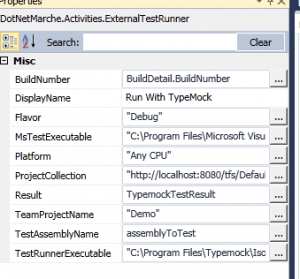 Properties
DotNetMarche.Activities.ExternalTestRunner
Search: Clear
Misc
BuildNumber BuildDetail.BuildNumber ...
DisplayName Run With TypeMock
Flavor "Debug" ...
MsTestExecutable "C:\Program Files\Microsoft Visu ...
Platform "Any CPU" ...
ProjectCollection "http://localhost:8080/tfs/Defau ...
Result TypemockTestResult ...
TeamProjectName "Demo" ...
TestAssemblyName assemblyToTest ...
TestRunnerExecutable "C:\Program Files\Typemock\Iso ...